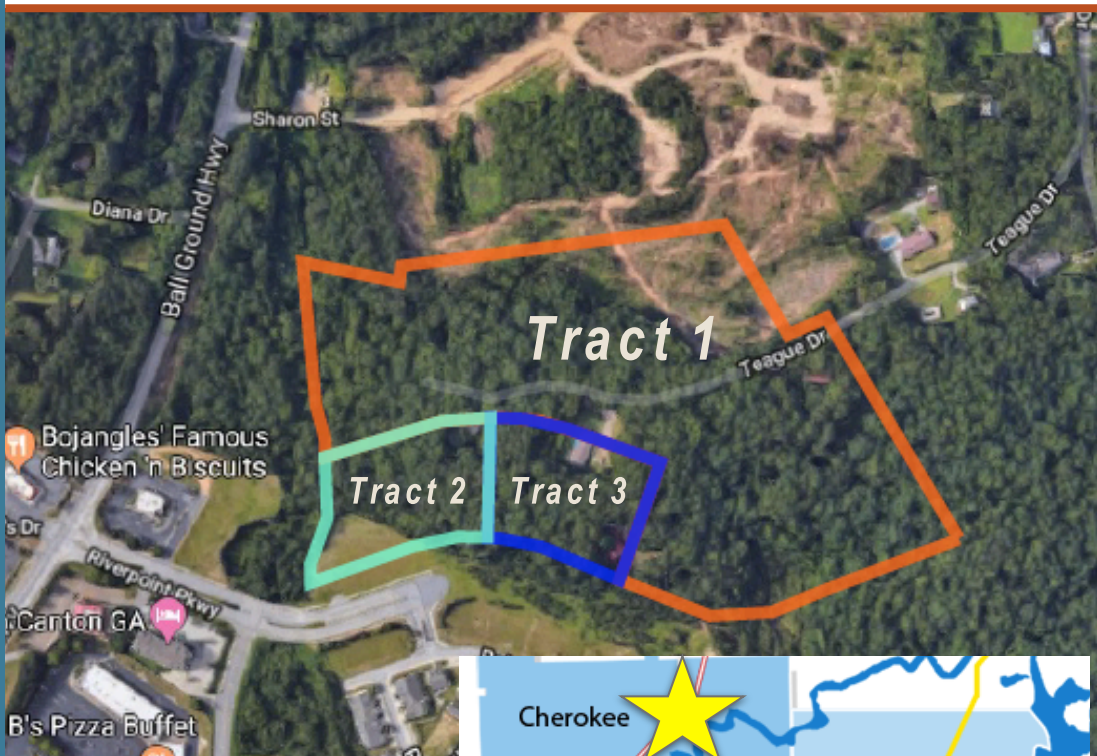 Sharon St
Diana Dr
Ball Ground Hwy
Teague Dr
Tract 1
Teague Dr
Bojangles' Famous
Chicken 'n Biscuits
Tract 2
Tract 3
's Dr
Riverpoint Pkwy
Canton GA
B's Pizza Buffet
Cherokee